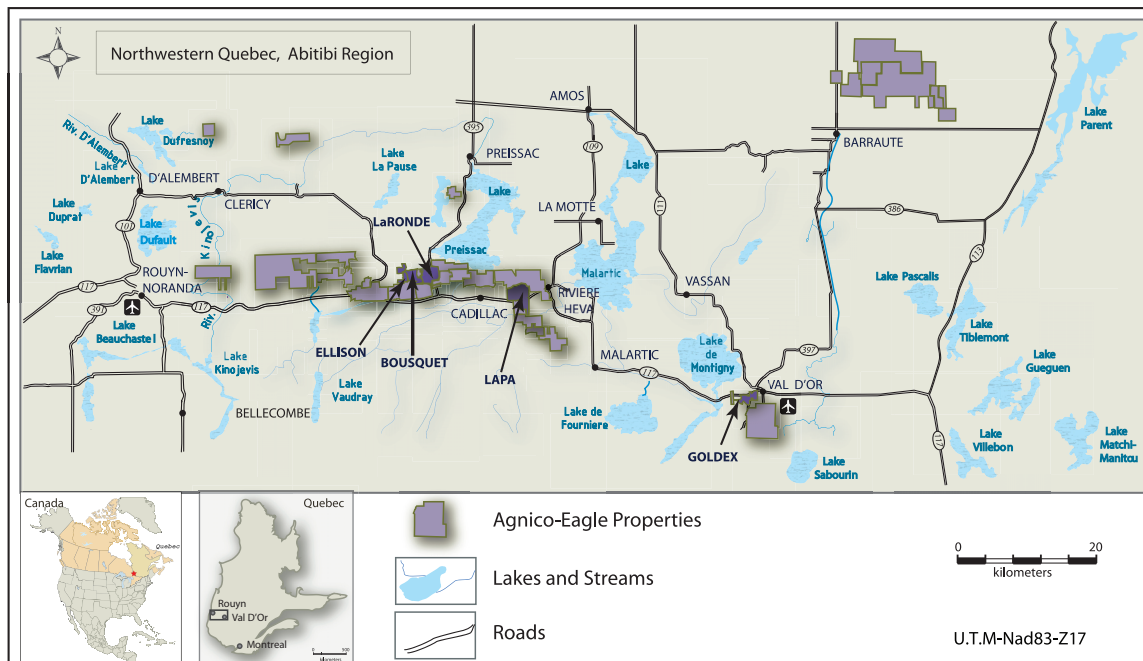 N
Northwestern Quebec, Abitibi Region
AMOS
BARRAUTE
Lake
Parent
Riv. D'Alembert
Lake
Dufresnoy
395
109
PREISSAC
Lake
La Pause
Lake
Lake
D'Alembert
D'ALEMBERT
CLERICY
Lake
Duprat
101
Lake
Dufault
Kinojevis
LaRONDE
LA MOTTE
111
386
113
Lake
Flavrian
Preissac
Malartic
ROUYN-
NORANDA
117
117
391
Riv.
CADILLAC
RIVIERE
HEVA
VASSAN
Lake Pascalis
Lake
Tiblemont
Lake
Beauchastel
Lake
Kinojevis
ELLISON
BOUSQUET
LAPA
Lake
Vaudray
BELLECOMBE
MALARTIC
117
Lake
de
Montigny
397
VAL D'OR
Lake
Gueguen
Lake de
Fourniere
GOLDEX
Lake
Sabourin
117
Lake
Villebon
Lake
Matchi-
Manitou
Canada
Quebec
Quebec
Rouyn
Val D'Or
Montreal
0
500
kilometers
Agnico-Eagle Properties
Lakes and Streams
Roads
0
20
kilometers
U.T.M-Nad83-Z17